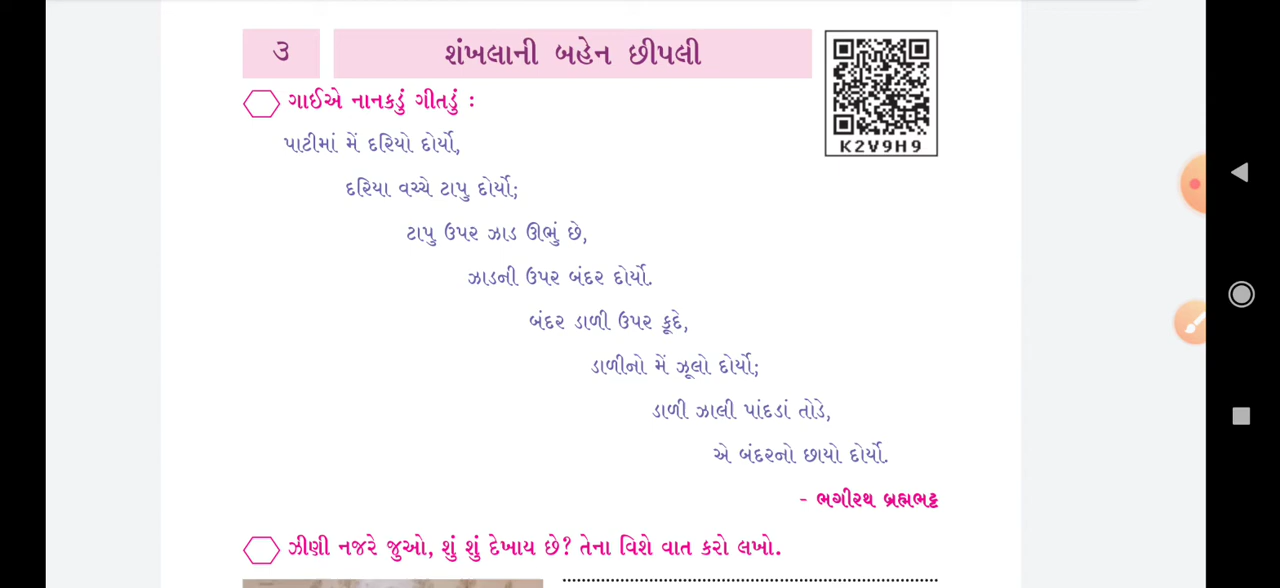 ૩
શંખલાની બહેન છીપલી
K2V9H9
ગાઈએ નાનકડું ગીતડું :
પાટીમાં મેં દરિયો દોર્યો,
દરિયા વચ્ચે ટાપુ દોર્યો;
ટાપુ ઉપર ઝાડ ઊભું છે,
ઝાડની ઉપર બંદર દોર્યો.
બંદર ડાળી ઉપર કૂદે,
ડાળીનો મેં ઝૂલો દોર્યો;
ડાળી ઝાલી પાંદડાં તોડે,
એ બંદરનો છાયો દોર્યો.
- ભગીરથ બ્રહ્મભટ્ટ
ઝીણી નજરે જુઓ, શું શું દેખાય છે? તેના વિશે વાત કરો લખો.